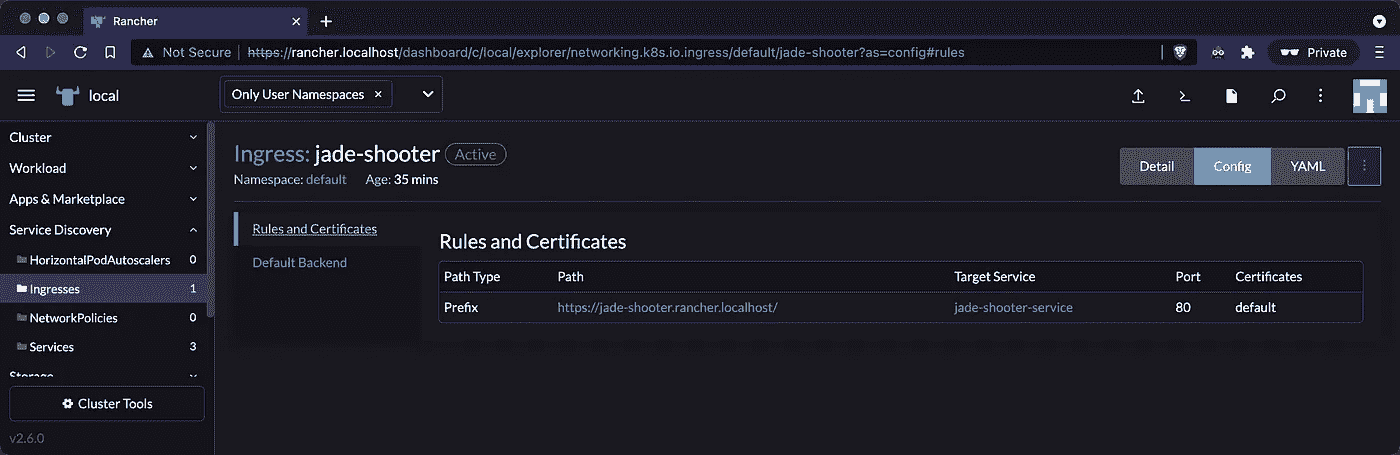 Rancher
Not Secure https://rancher.localhost/dashboard/c/local/explorer/networking.k8s.io.ingress/default/jade-shooter?as=config#rules Private
local Only User Namespaces
Cluster
Workload
Apps & Marketplace
Service Discovery
HorizontalPodAutoscalers 0
Ingresses 1
NetworkPolicies 0
Services 3
Storage
Cluster Tools
v2.6.0
Ingress: jade-shooter Active
Namespace: default Age: 35 mins
Detail Config YAML
Rules and Certificates
Default Backend
Rules and Certificates
Path Type Path Target Service Port Certificates
Prefix https://jade-shooter.rancher.localhost/ jade-shooter-service 80 default